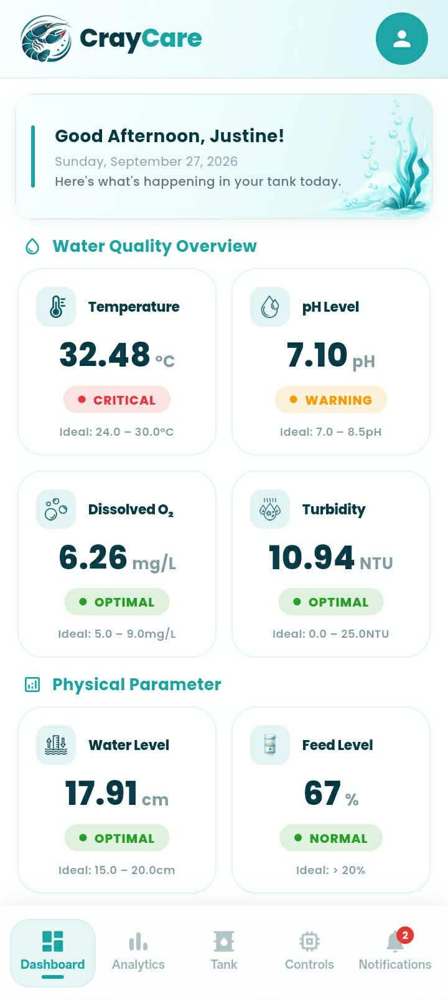 CrayCare
Good Afternoon, Justine!
Sunday, September 27, 2026
Here's what's happening in your tank today.
Water Quality Overview
Temperature
32.48 °C
CRITICAL
Ideal: 24.0 – 30.0°C
pH Level
7.10 pH
WARNING
Ideal: 7.0 – 8.5pH
Dissolved O₂
6.26 mg/L
OPTIMAL
Ideal: 5.0 – 9.0mg/L
Turbidity
10.94 NTU
OPTIMAL
Ideal: 0.0 – 25.0NTU
Physical Parameter
Water Level
17.91 cm
OPTIMAL
Ideal: 15.0 – 20.0cm
Feed Level
67 %
NORMAL
Ideal: > 20%
2
Dashboard
Analytics
Tank
Controls
Notifications